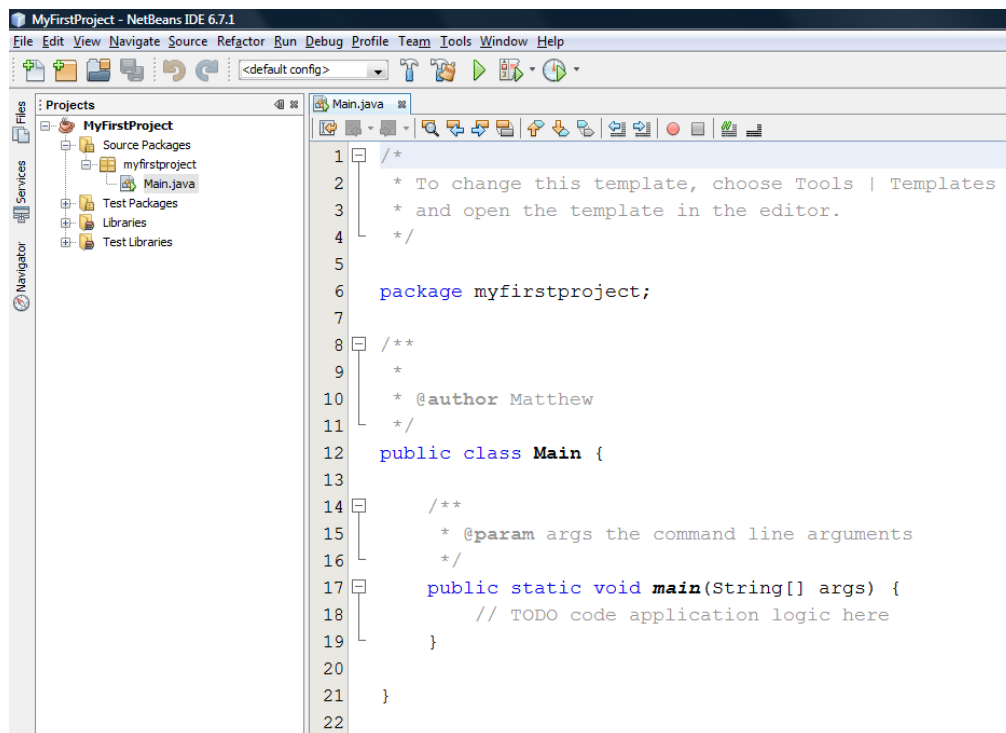 MyFirstProject - NetBeans IDE 6.7.1
File Edit View Navigate Source Refactor Run Debug Profile Team Tools Window Help
<default config>
Files
Services
Navigator
Projects
MyFirstProject
Source Packages
myfirstproject
Main.java
Test Packages
Libraries
Test Libraries
Main.java
1 /*
2 * To change this template, choose Tools | Templates
3 * and open the template in the editor.
4 */
5
6 package myfirstproject;
7
8 /**
9 *
10 * @author Matthew
11 */
12 public class Main {
13
14 /**
15 * @param args the command line arguments
16 */
17 public static void main(String[] args) {
18 // TODO code application logic here
19 }
20
21 }
22